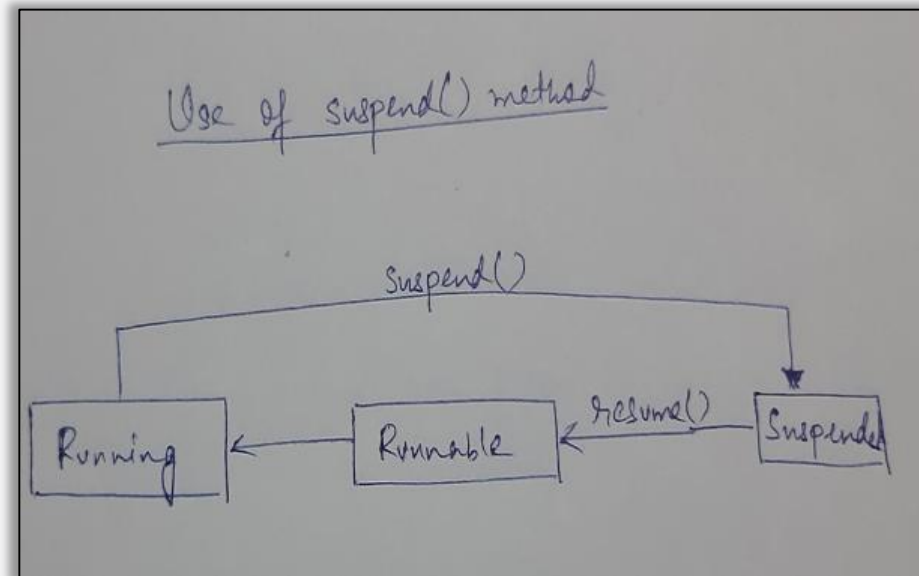 Use of suspend() method
suspend()
Running
Runnable
resume()
Suspended